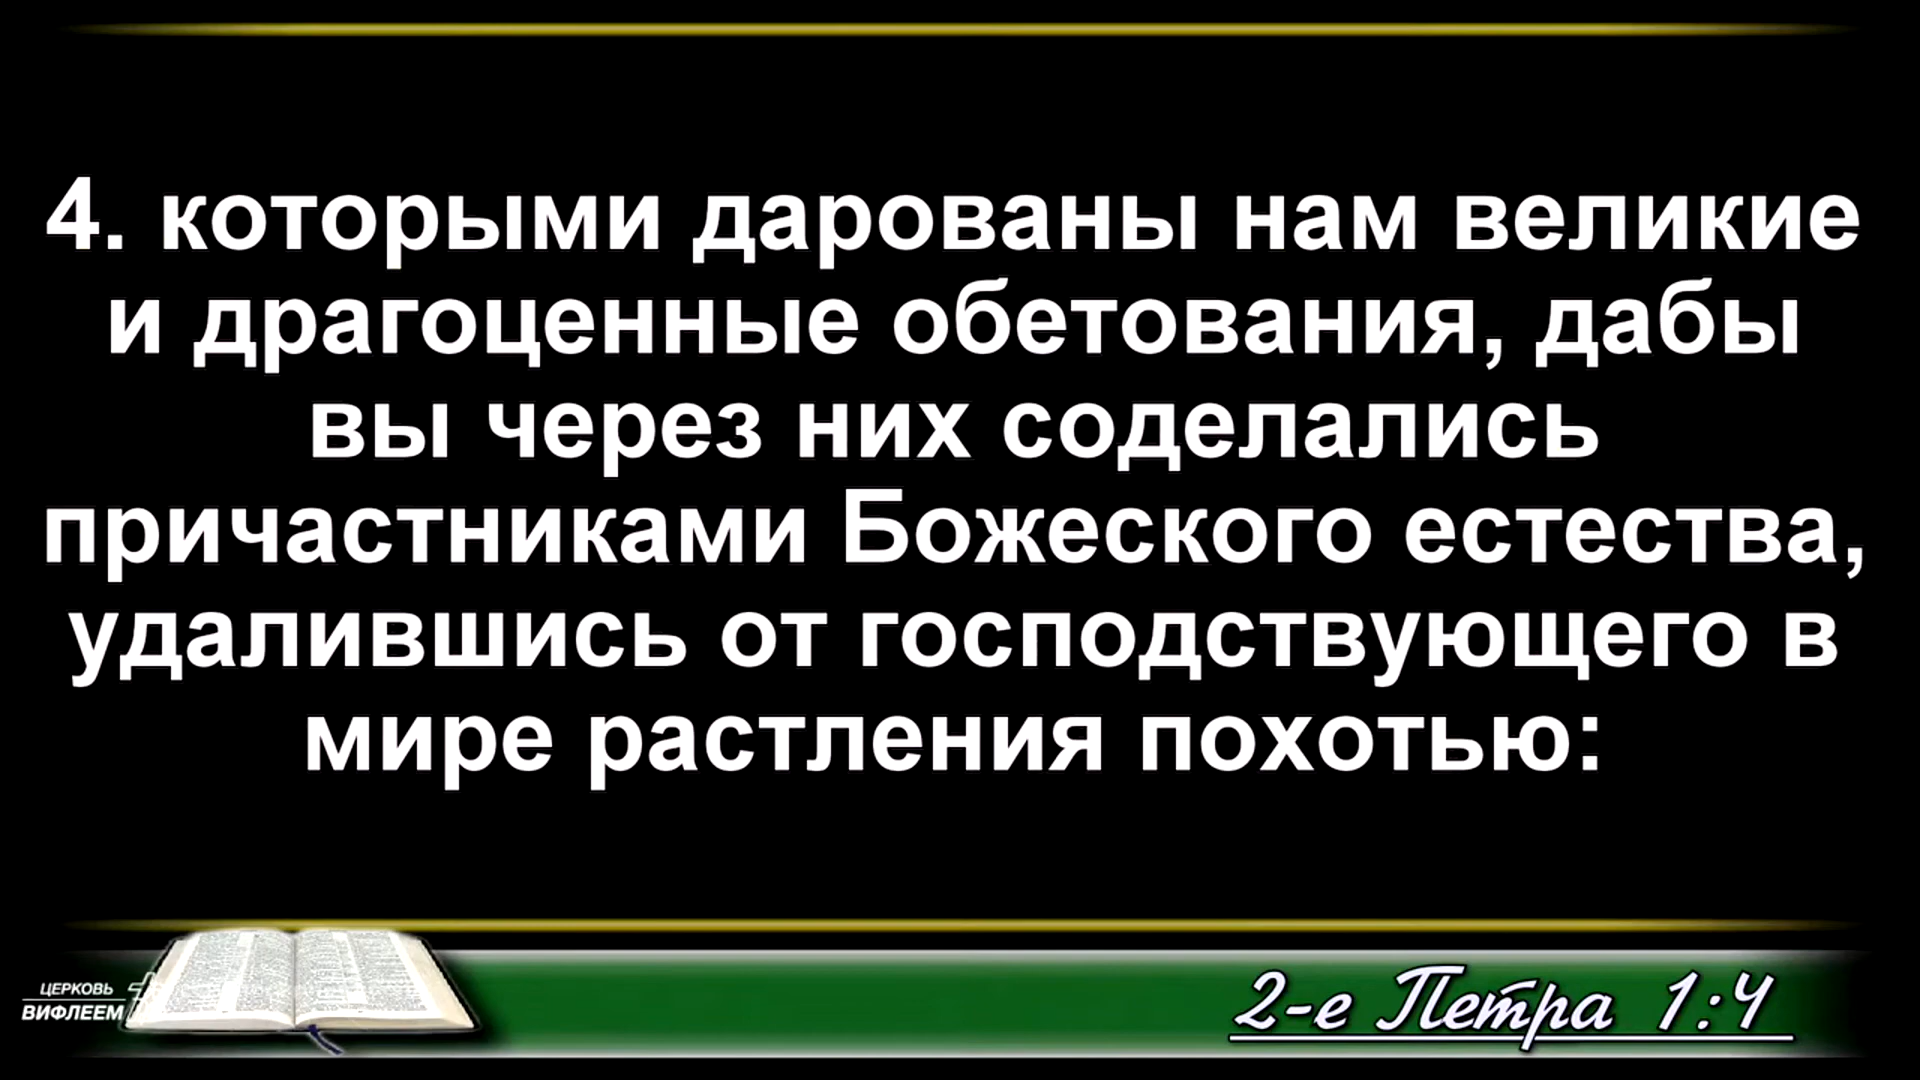 4. которыми дарованы нам великие
и драгоценные обетования, дабы
вы через них соделались
причастниками Божеского естества,
удалившись от господствующего в
мире растления похотью:
ЦЕРКОВЬ
ВИФЛЕЕМ
2-е Петра 1:4